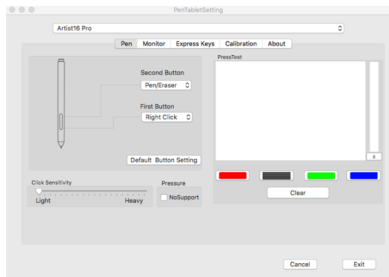 PenTabletSetting
Artist16 Pro
Pen Monitor Express Keys Calibration About
PressTest
Second Button
Pen/Eraser
First Button
Right Click
Default Button Setting
Click Sensitivity
Light Heavy
Pressure
NoSupport
Clear
Cancel Exit